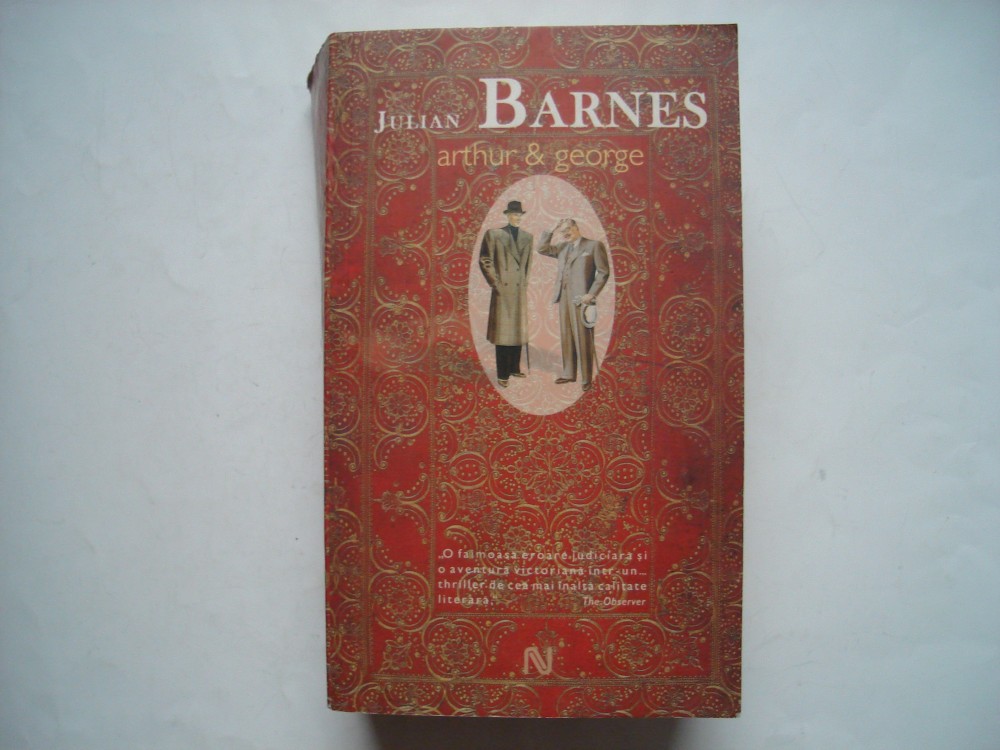 JULIAN BARNES
arthur & george
„O faimoasă eroare judiciară și
o aventură victoriană într-un
thriller de cea mai înaltă calitate
literară.” The Observer
N